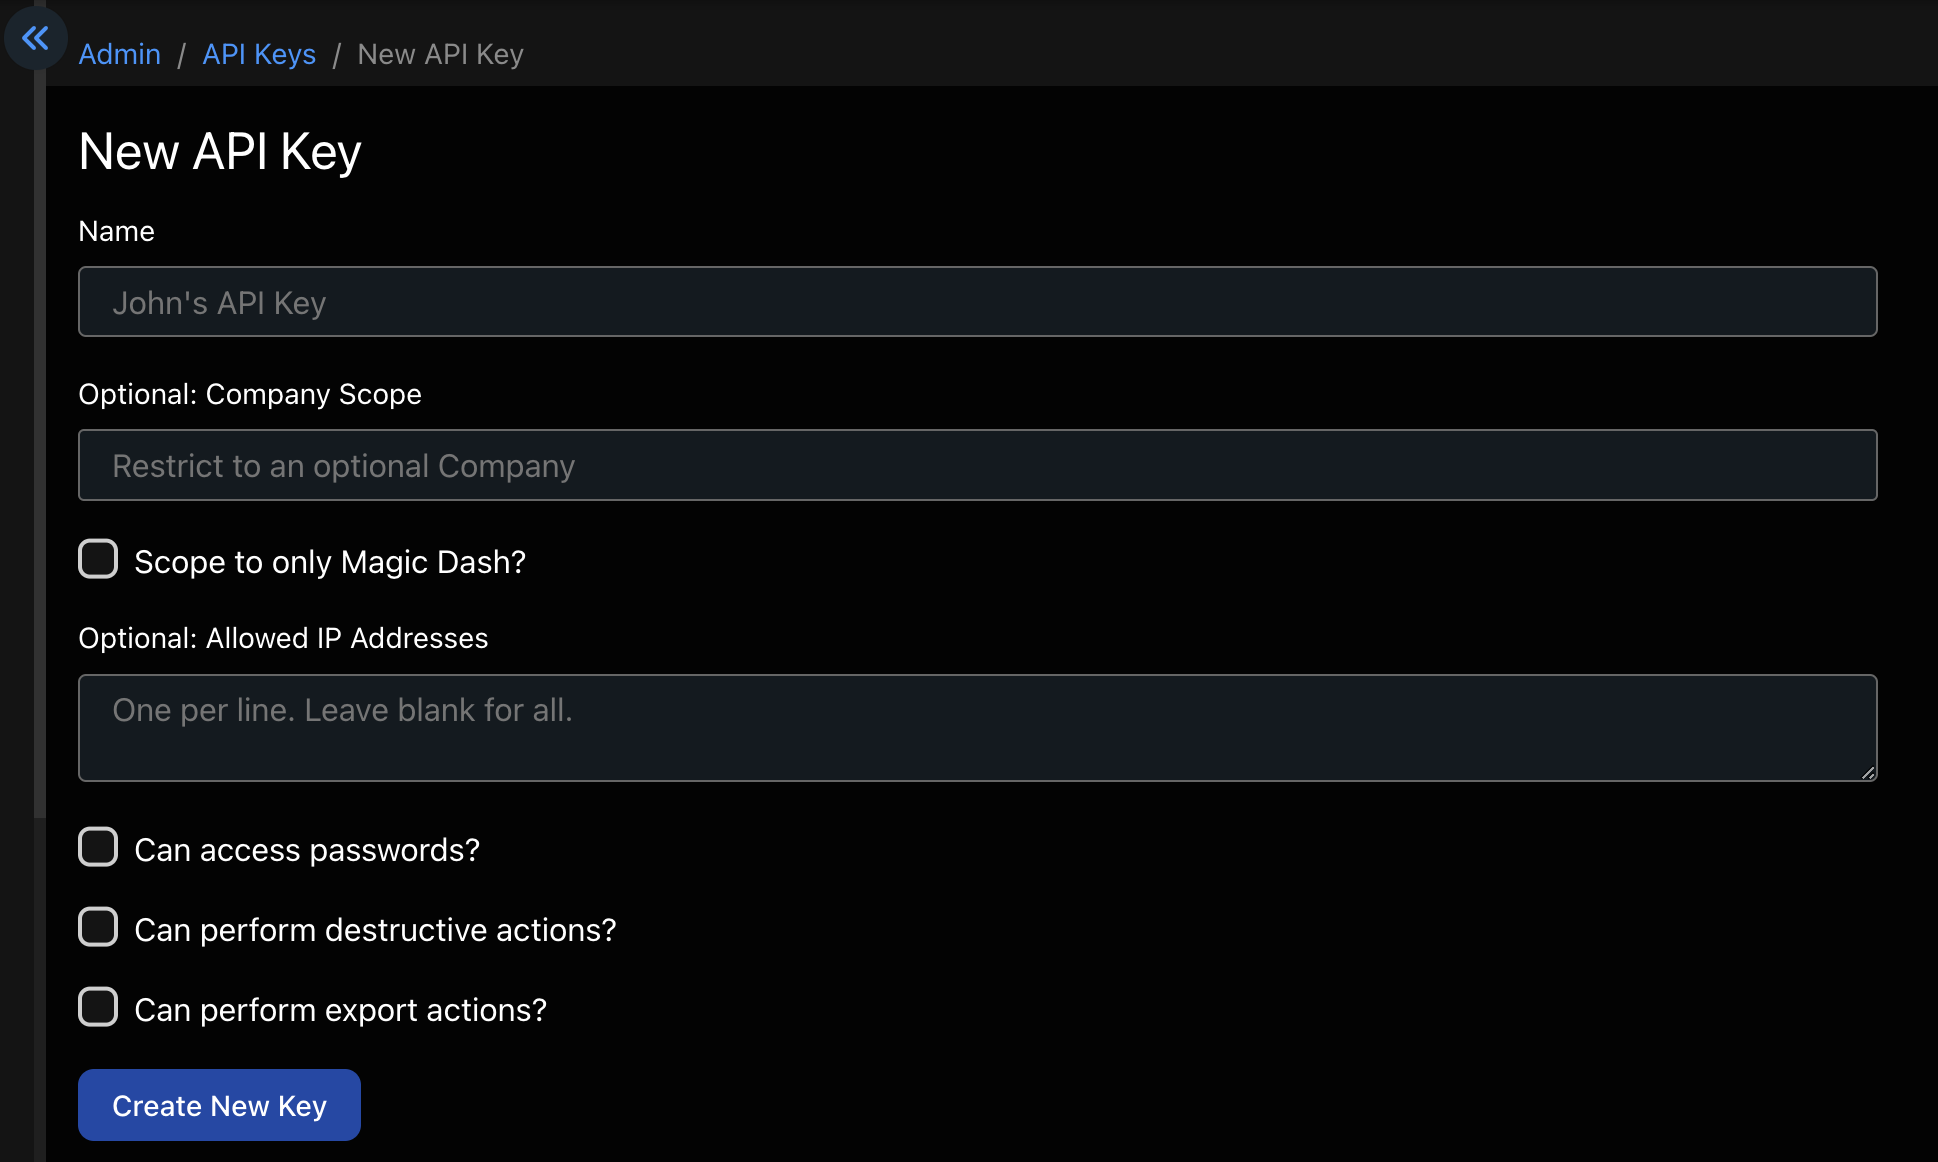 Admin / API Keys / New API Key
New API Key
Name
John's API Key
Optional: Company Scope
Restrict to an optional Company
Scope to only Magic Dash?
Optional: Allowed IP Addresses
One per line. Leave blank for all.
Can access passwords?
Can perform destructive actions?
Can perform export actions?
Create New Key